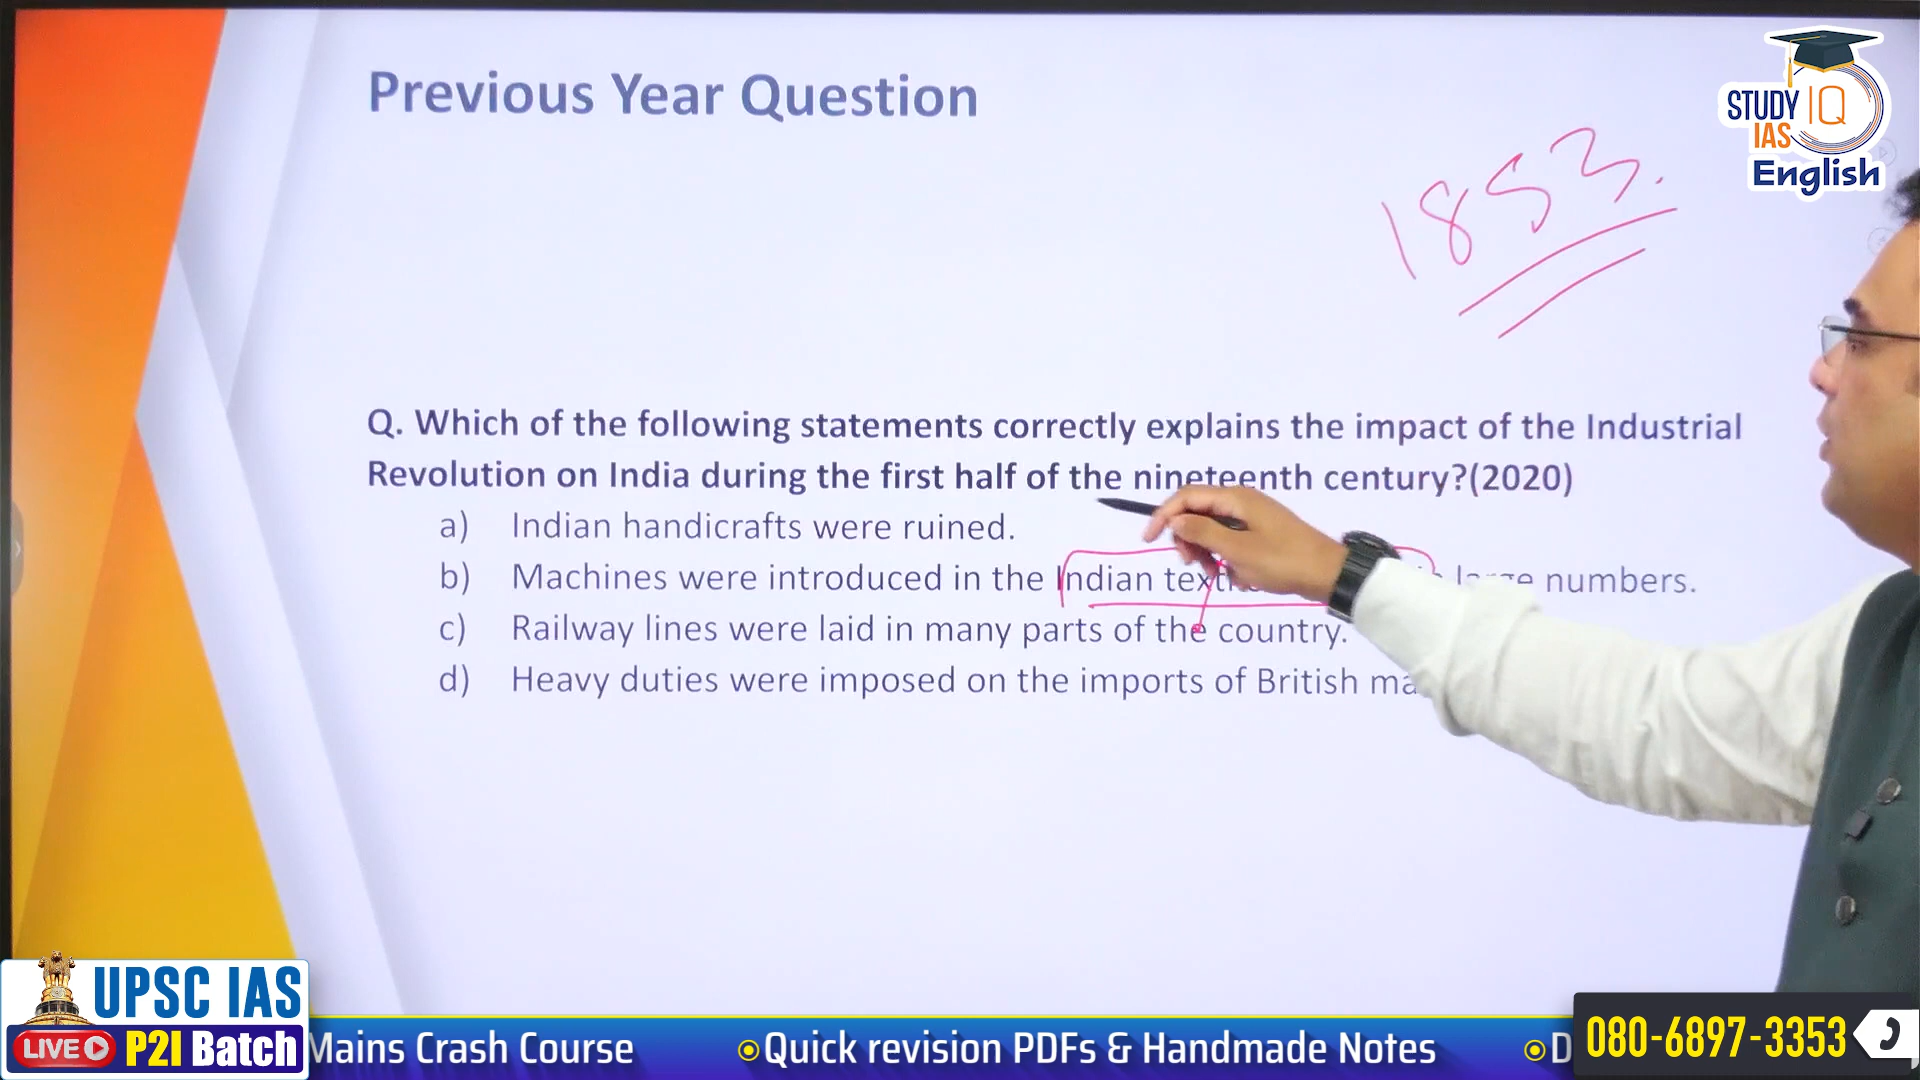 Previous Year Question
STUDY IQ
IAS
English
1853.
Q. Which of the following statements correctly explains the impact of the Industrial
Revolution on India during the first half of the nineteenth century?(2020)
a) Indian handicrafts were ruined.
b) Machines were introduced in the Indian large numbers.
c) Railway lines were laid in many parts of the country.
d) Heavy duties were imposed on the imports of British
UPSC IAS
LIVE P2I Batch
Mains Crash Course Quick revision PDFs & Handmade Notes
080-6897-3353